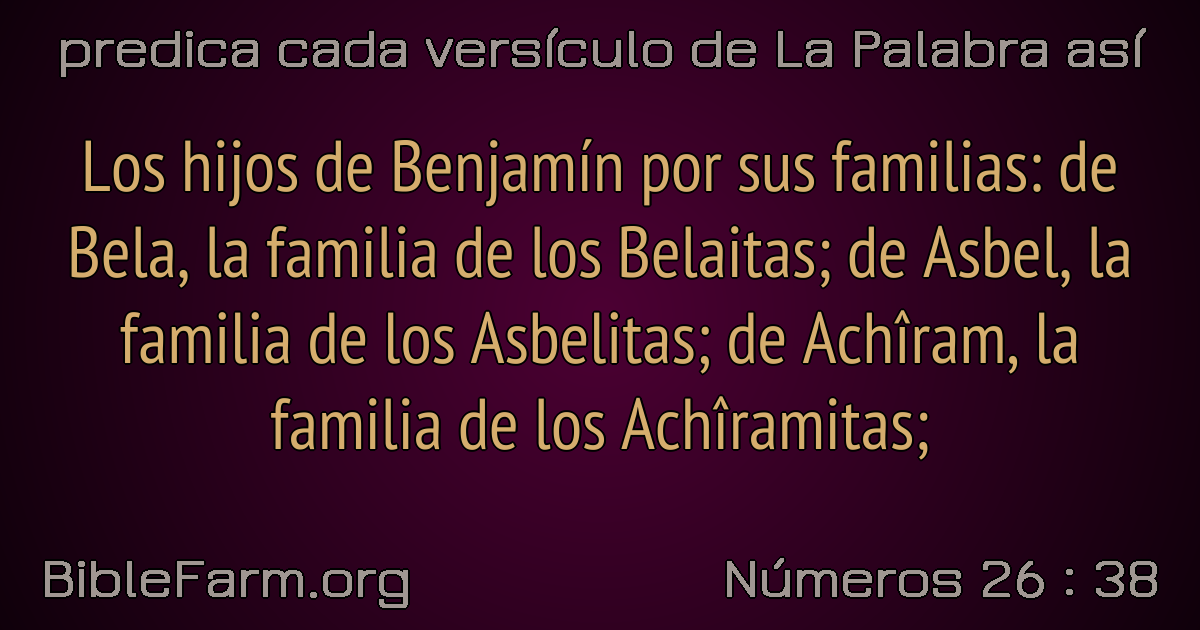 predica cada versículo de La Palabra así
Los hijos de Benjamín por sus familias: de
Bela, la familia de los Belaitas; de Asbel, la
familia de los Asbelitas; de Achîram, la
familia de los Achîramitas;
BibleFarm.org
Números 26 : 38